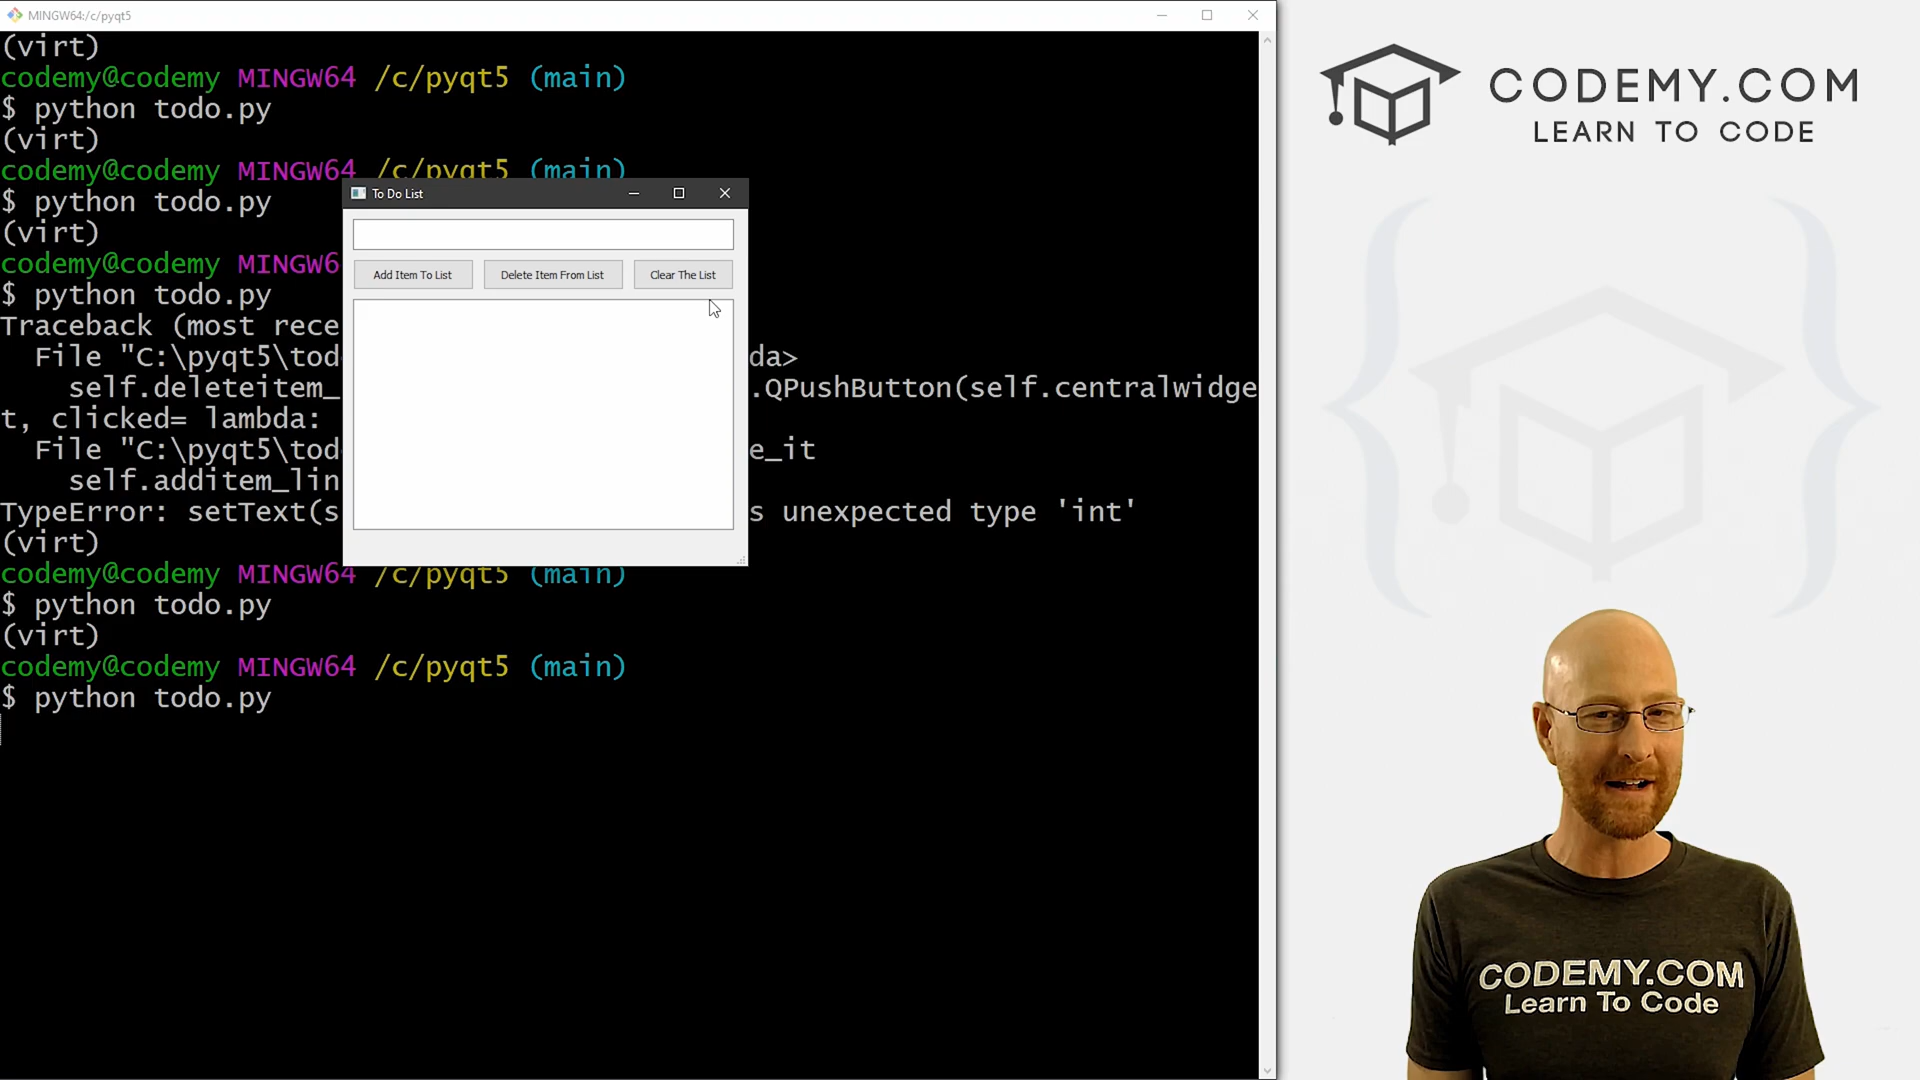 MINGW64:/c/pyqt5
(virt)
codemy@codemy MINGW64 /c/pyqt5 (main)
$ python todo.py
(virt)
codemy@codemy MINGW64 /c/pyqt5 (main)
$ python todo.py
(virt)
codemy@codemy MINGW6
$ python todo.py
Traceback (most rece
File "C:\pyqt5\tod da>
self.deleteitem_ .QPushButton(self.centralwidge
t, clicked= lambda:
File "C:\pyqt5\tod e_it
self.additem_lin
TypeError: setText(s s unexpected type 'int'
(virt)
codemy@codemy MINGW64 /c/pyqt5 (main)
$ python todo.py
(virt)
codemy@codemy MINGW64 /c/pyqt5 (main)
$ python todo.py
To Do List
Add Item To List
Delete Item From List
Clear The List
CODEMY.COM
LEARN TO CODE
CODEMY.COM
Learn To Code